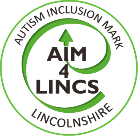 AUTISM INCLUSION MARK
AIM
4
LINCS
LINCOLNSHIRE